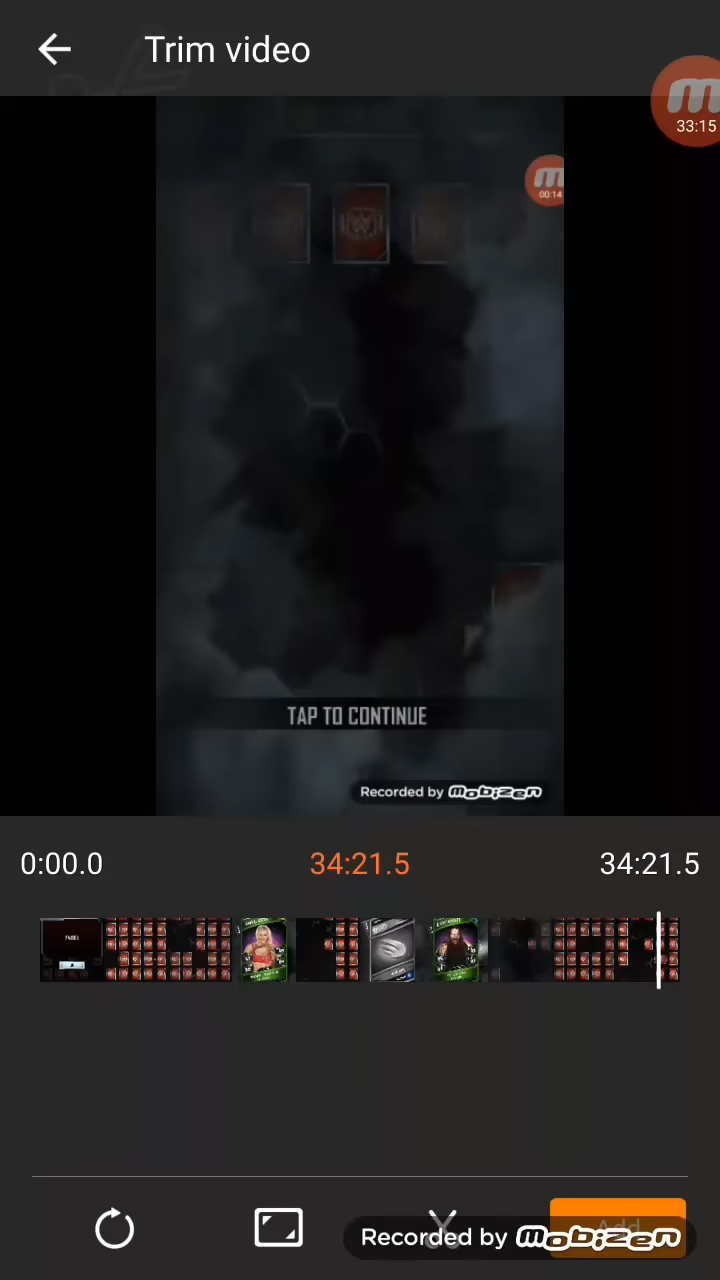 Trim video
33:15
00:14
TAP TO CONTINUE
Recorded by Mobizen
0:00.0
34:21.5
34:21.5
Add
Recorded by Mobizen